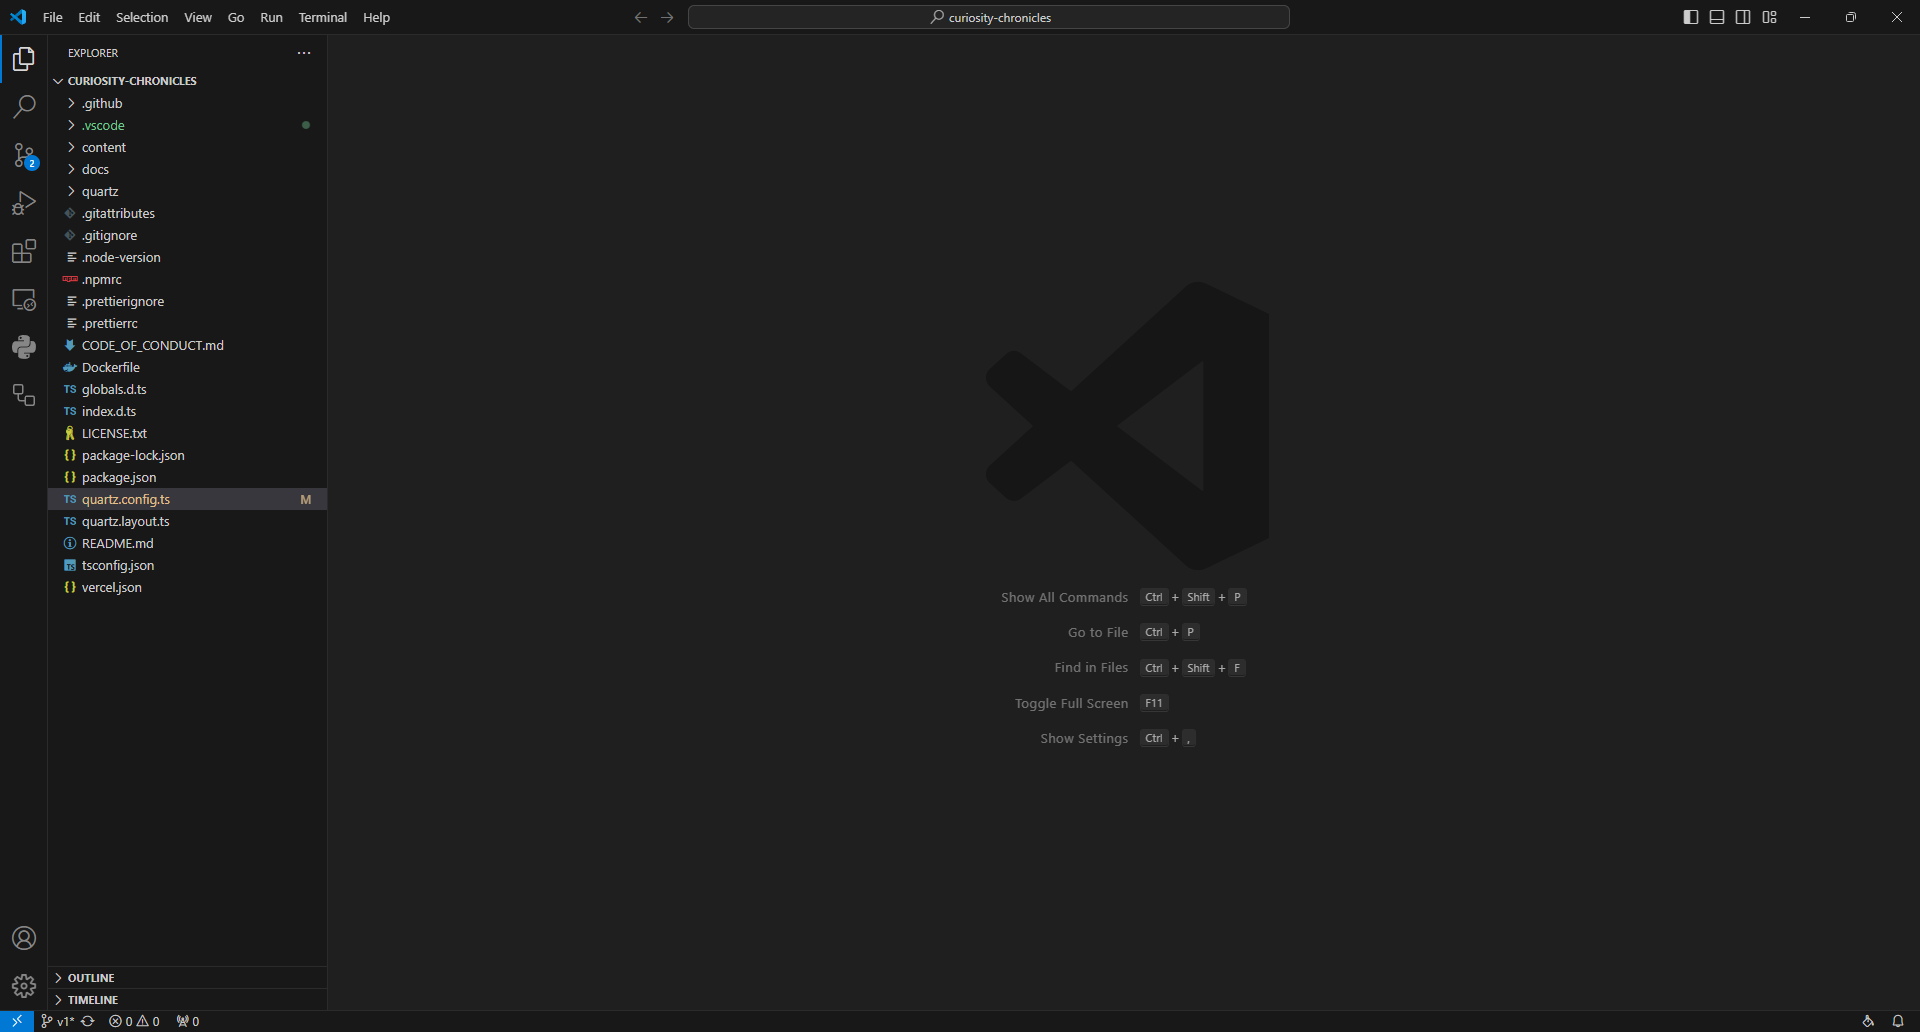 File Edit Selection View Go Run Terminal Help
curiosity-chronicles
EXPLORER
CURIOSITY-CHRONICLES
.github
.vscode
content
docs
quartz
.gitattributes
.gitignore
.node-version
npm .npmrc
.prettierignore
.prettierrc
CODE_OF_CONDUCT.md
Dockerfile
TS globals.d.ts
TS index.d.ts
LICENSE.txt
{} package-lock.json
{} package.json
TS quartz.config.ts M
TS quartz.layout.ts
README.md
TS tsconfig.json
{} vercel.json
2
Show All Commands Ctrl + Shift + P
Go to File Ctrl + P
Find in Files Ctrl + Shift + F
Toggle Full Screen F11
Show Settings Ctrl + ,
OUTLINE
TIMELINE
v1* 0 0 0